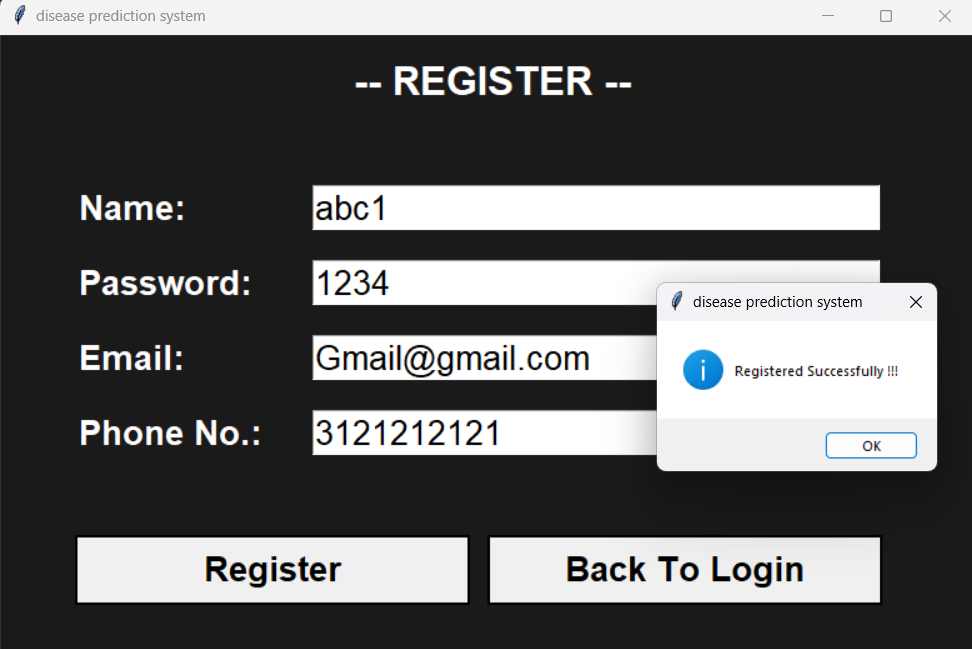 disease prediction system
-- REGISTER --
Name:
abc1
Password:
1234
Email:
Gmail@gmail.com
Phone No.:
3121212121
disease prediction system
Registered Successfully !!!
OK
Register
Back To Login